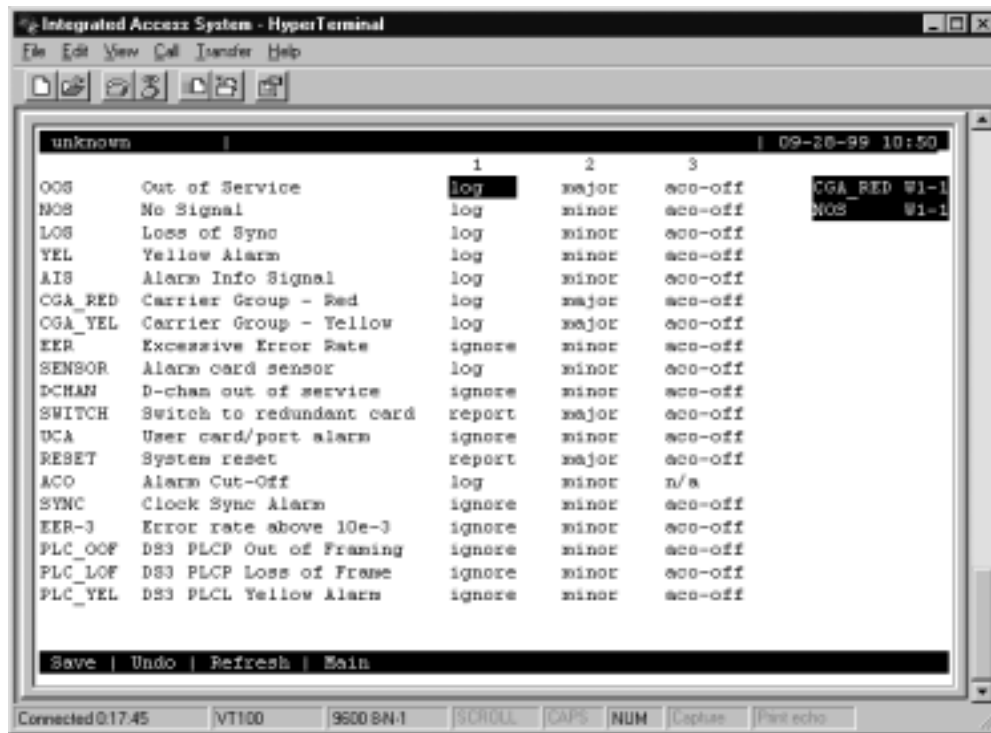 Integrated Access System - HyperTerminal
File Edit View Call Transfer Help
unknown | | 09-28-99 10:50
1 2 3
OOS Out of Service log major aco-off CGA_RED W1-1
NOS No Signal log minor aco-off NOS W1-1
LOS Loss of Sync log minor aco-off
YEL Yellow Alarm log minor aco-off
AIS Alarm Info Signal log minor aco-off
CGA_RED Carrier Group - Red log major aco-off
CGA_YEL Carrier Group - Yellow log major aco-off
EER Excessive Error Rate ignore minor aco-off
SENSOR Alarm card sensor log minor aco-off
DCHAN D-chan out of service ignore minor aco-off
SWITCH Switch to redundant card report major aco-off
UCA User card/port alarm ignore minor aco-off
RESET System reset report major aco-off
ACO Alarm Cut-Off log minor n/a
SYNC Clock Sync Alarm ignore minor aco-off
EER-3 Error rate above 10e-3 ignore minor aco-off
PLC_OOF DS3 PLCP Out of Framing ignore minor aco-off
PLC_LOF DS3 PLCP Loss of Frame ignore minor aco-off
PLC_YEL DS3 PLCL Yellow Alarm ignore minor aco-off
Save | Undo | Refresh | Main
Connected 0:17:45 VT100 9600 8-N-1 SCROLL CAPS NUM Capture Print echo